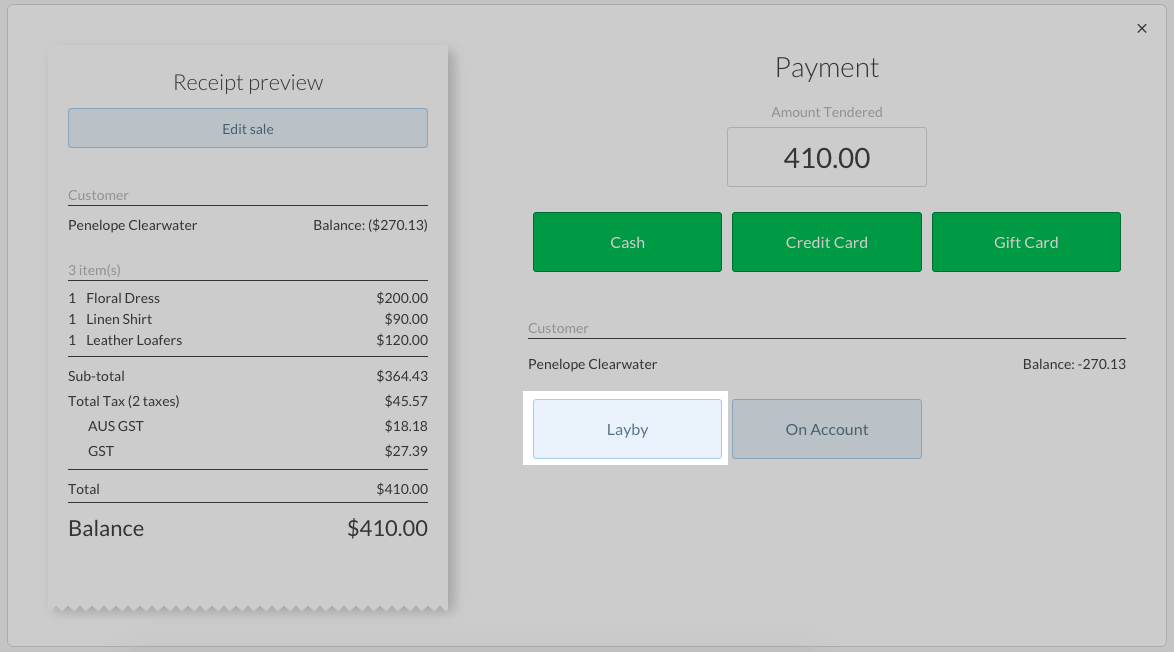 ×
Receipt preview
Edit sale
Customer
Penelope Clearwater Balance: ($270.13)
3 item(s)
1 Floral Dress $200.00
1 Linen Shirt $90.00
1 Leather Loafers $120.00
Sub-total $364.43
Total Tax (2 taxes) $45.57
AUS GST $18.18
GST $27.39
Total $410.00
Balance $410.00
Payment
Amount Tendered
410.00
Cash Credit Card Gift Card
Customer
Penelope Clearwater Balance: -270.13
Layby On Account